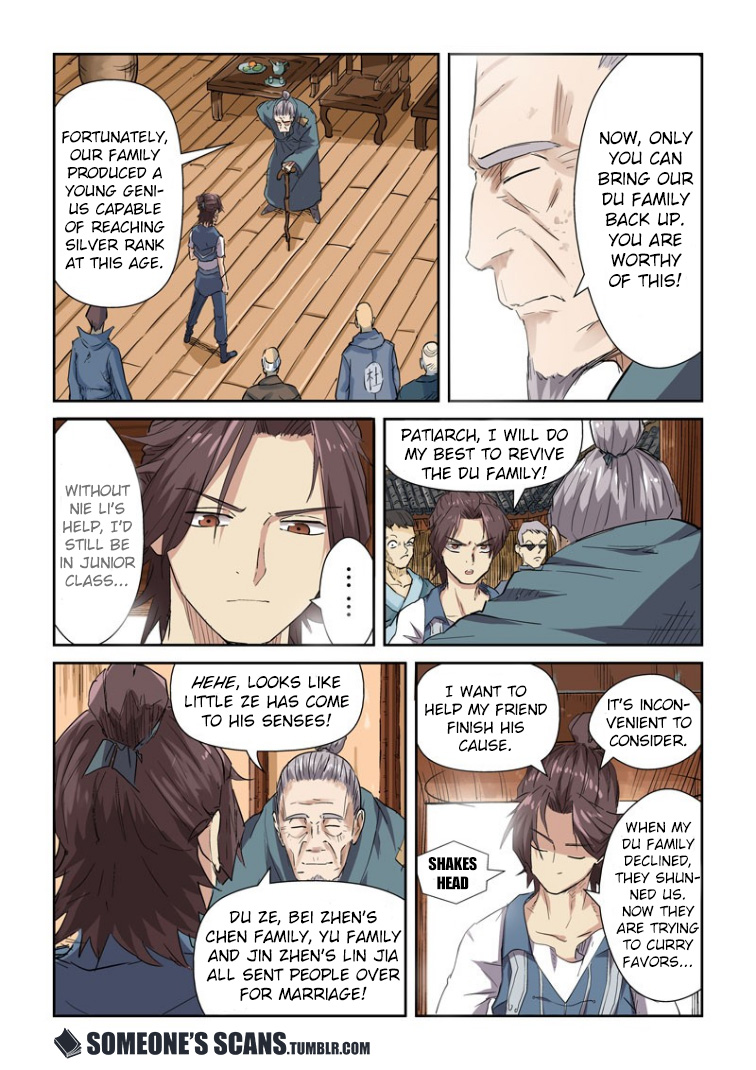 FORTUNATELY,
OUR FAMILY
PRODUCED A
YOUNG GENI-
US CAPABLE
OF REACHING
SILVER RANK
AT THIS AGE.
杜
NOW, ONLY
YOU CAN
BRING OUR
DU FAMILY
BACK UP.
YOU ARE
WORTHY
OF THIS!
WITHOUT
NIE LI'S
HELP, I'D
STILL BE
IN JUNIOR
CLASS...
......
PATIARCH, I WILL DO
MY BEST TO REVIVE
THE DU FAMILY!
HEHE, LOOKS LIKE
LITTLE ZE HAS COME
TO HIS SENSES!
DU ZE, BEI ZHEN'S
CHEN FAMILY, YU FAMILY
AND JIN ZHEN'S LIN JIA
ALL SENT PEOPLE OVER
FOR MARRIAGE!
I WANT TO
HELP MY FRIEND
FINISH HIS
CAUSE.
IT'S INCON-
VENIENT TO
CONSIDER.
SHAKES
HEAD
WHEN MY
DU FAMILY
DECLINED,
THEY SHUN-
NED US.
NOW THEY
ARE TRYING
TO CURRY
FAVORS...
SOMEONE'S SCANS.TUMBLR.COM